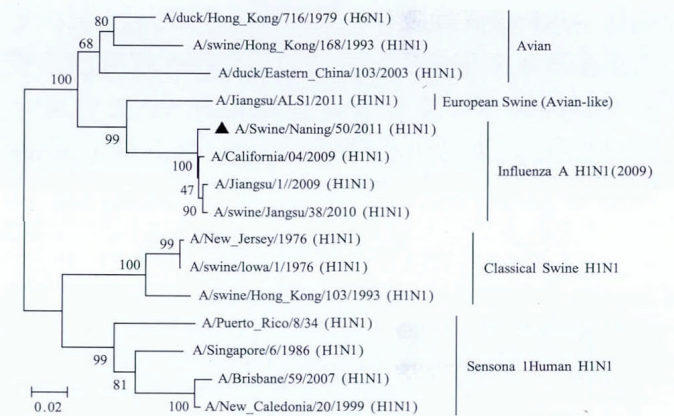 A/duck/Hong_Kong/716/1979 (H6N1)
80
A/swine/Hong_Kong/168/1993 (H1N1)
68
Avian
A/duck/Eastern_China/103/2003 (H1N1)
100
A/Jiangsu/ALS1/2011 (H1N1)
European Swine (Avian-like)
99
A/Swine/Naning/50/2011 (H1N1)
A/California/04/2009 (H1N1)
100
Influenza A H1N1(2009)
A/Jiangsu/1//2009 (H1N1)
47
A/swine/Jangsu/38/2010 (H1N1)
90
A/New_Jersey/1976 (H1N1)
99
A/swine/lowa/1/1976 (H1N1)
100
Classical Swine H1N1
A/swine/Hong_Kong/103/1993 (H1N1)
A/Puerto_Rico/8/34 (H1N1)
A/Singapore/6/1986 (H1N1)
99
Sensona 1Human H1N1
A/Brisbane/59/2007 (H1N1)
81
A/New_Caledonia/20/1999 (H1N1)
100
0.02